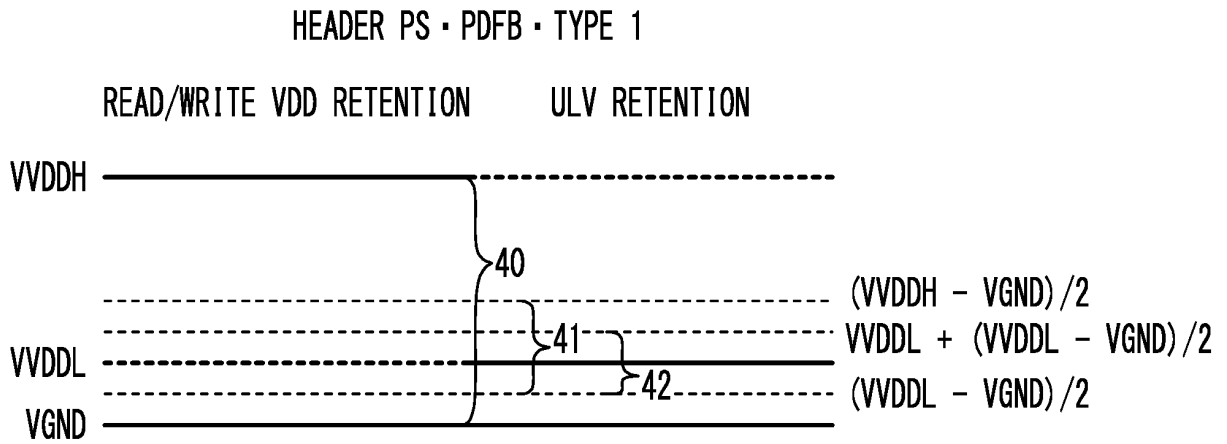 HEADER PS・PDFB・TYPE 1
READ/WRITE VDD RETENTION ULV RETENTION
VVDDH
40
(VVDDH - VGND)/2
41
VVDDL + (VVDDL - VGND)/2
VVDDL
42
(VVDDL - VGND)/2
VGND